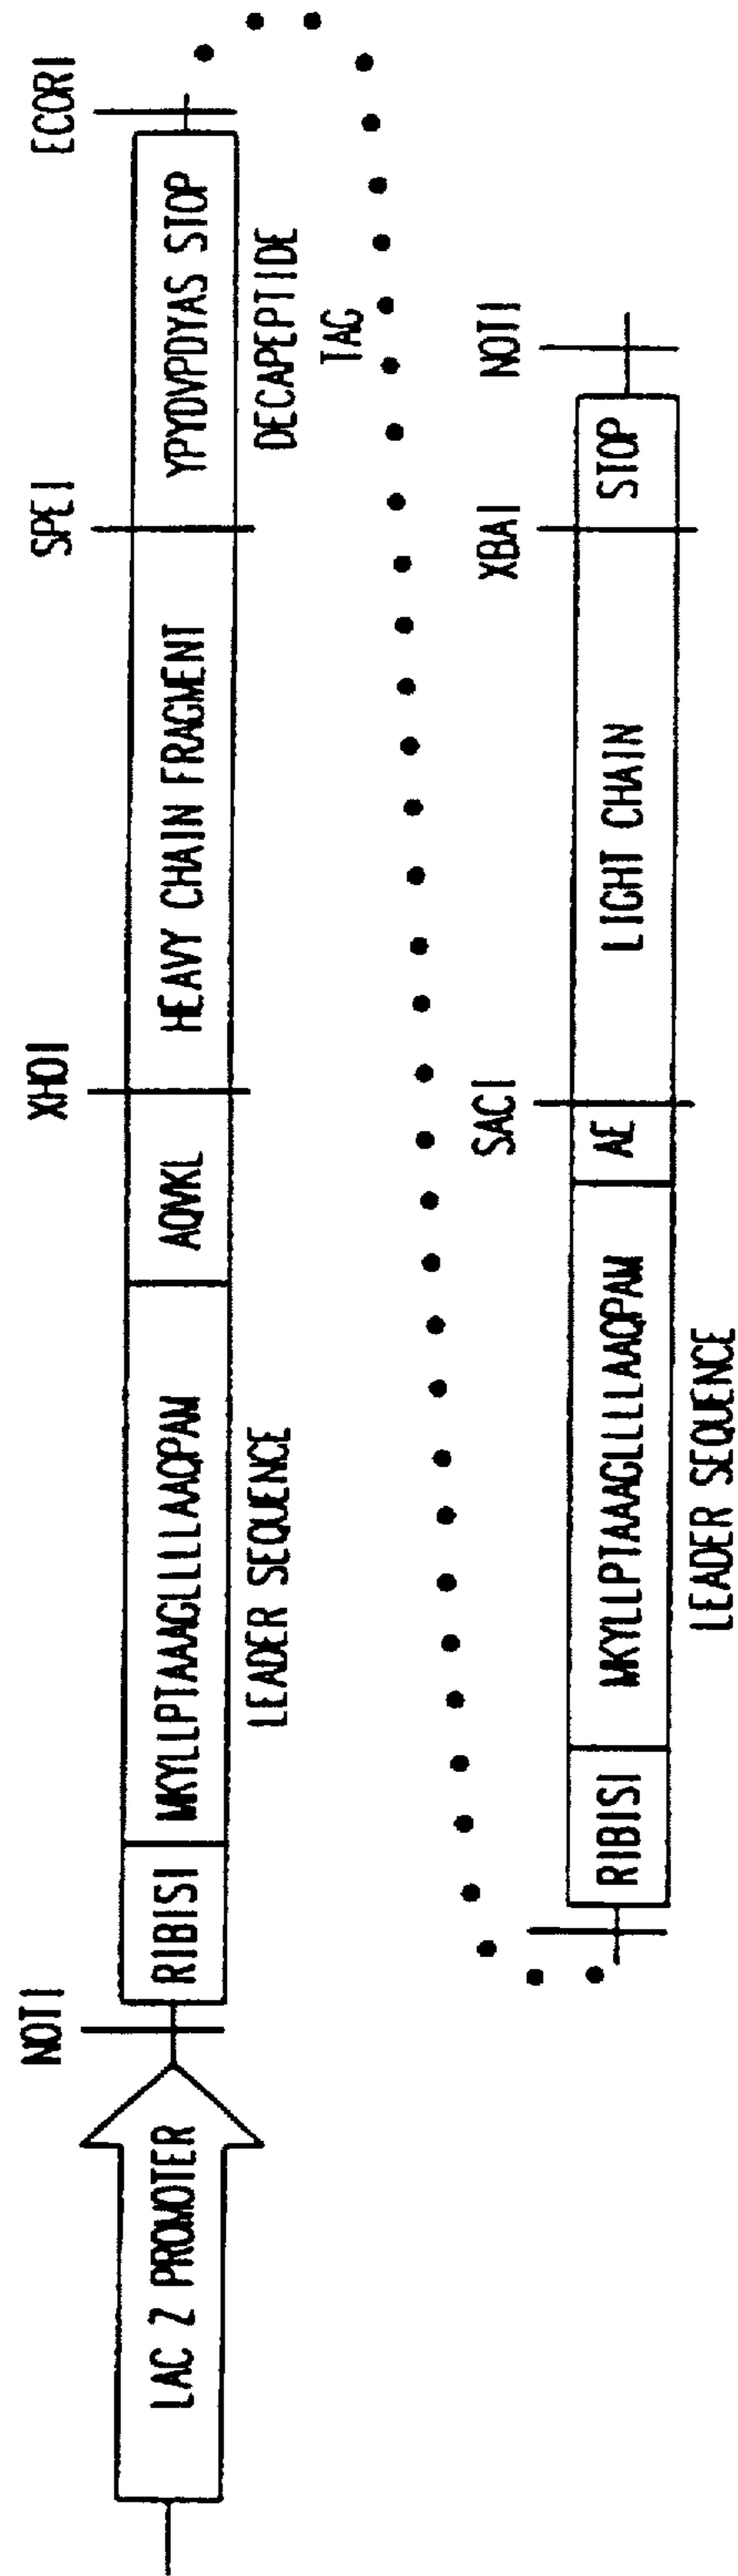 NOTI
XHOI
SPEI
ECORI
LAC Z PROMOTER
RIBISI
MKYLLPTAAAGLLLLAAQPAM
AQVKL
HEAVY CHAIN FRAGMENT
YPYDVPDYAS STOP
LEADER SEQUENCE
DECAPEPTIDE
TAG
SACI
XBAI
NOTI
RIBISI
MKYLLPTAAAGLLLLAAQPAM
AE
LIGHT CHAIN
STOP
LEADER SEQUENCE